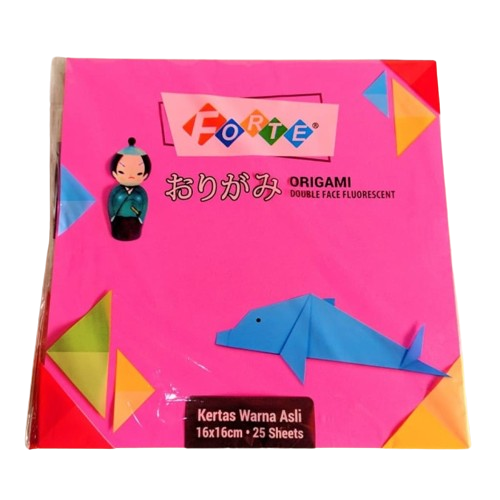 FORTE®
おりがみ
ORIGAMI
DOUBLE FACE FLUORESCENT
Kertas Warna Asli
16x16cm • 25 Sheets